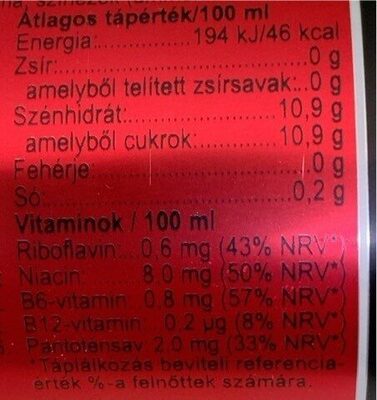 Átlagos tápérték/100 ml
Energia:..............194 kJ/46 kcal
Zsír:....................................0 g
amelyből telített zsírsavak:..0 g
Szénhidrát:......................10,9 g
amelyből cukrok:.............10,9 g
Fehérje:..............................0 g
Só:...................................0,2 g
Vitaminok / 100 ml
Riboflavin:...0,6 mg (43% NRV*)
Niacin:........8,0 mg (50% NRV*)
B6-vitamin: 0,8 mg (57% NRV*)
B12-vitamin: 0,2 µg (8% NRV*)
Pantoténsav 2,0 mg (33% NRV*)
*Táplálkozási beviteli referencia
érték %-a felnőttek számára.